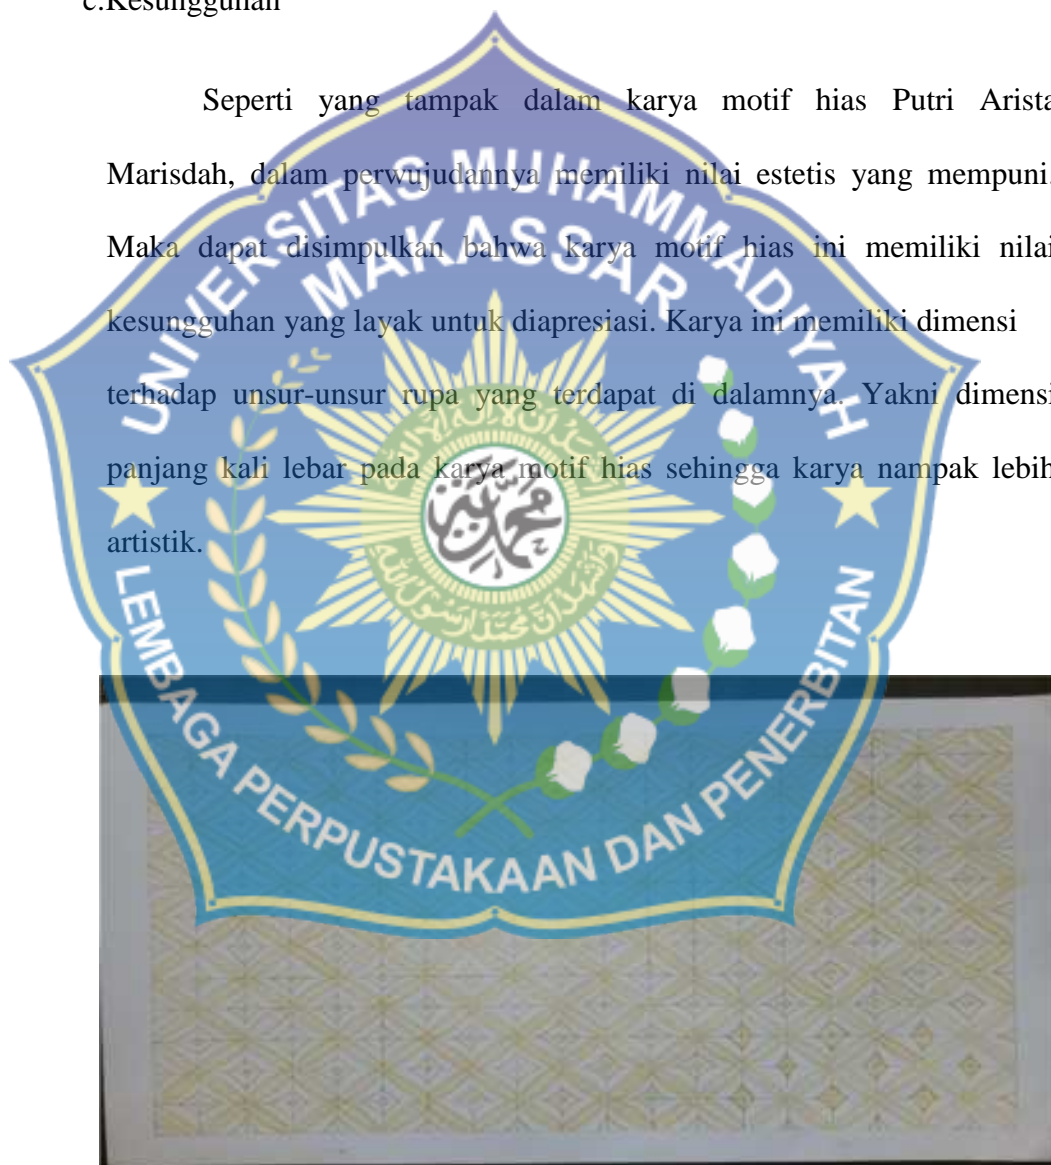 c.Kesungguhan
Seperti yang tampak dalam karya motif hias Putri Arista
Marisdah, dalam perwujudannya memiliki nilai estetis yang mempuni.
Maka dapat disimpulkan bahwa karya motif hias ini memiliki nilai
kesungguhan yang layak untuk diapresiasi. Karya ini memiliki dimensi
terhadap unsur-unsur rupa yang terdapat di dalamnya. Yakni dimensi
panjang kali lebar pada karya motif hias sehingga karya nampak lebih
artistik.
UNIVERSITAS MUHAMMADIYAH
MAKASSAR
LEMBAGA PERPUSTAKAAN DAN PENERBITAN